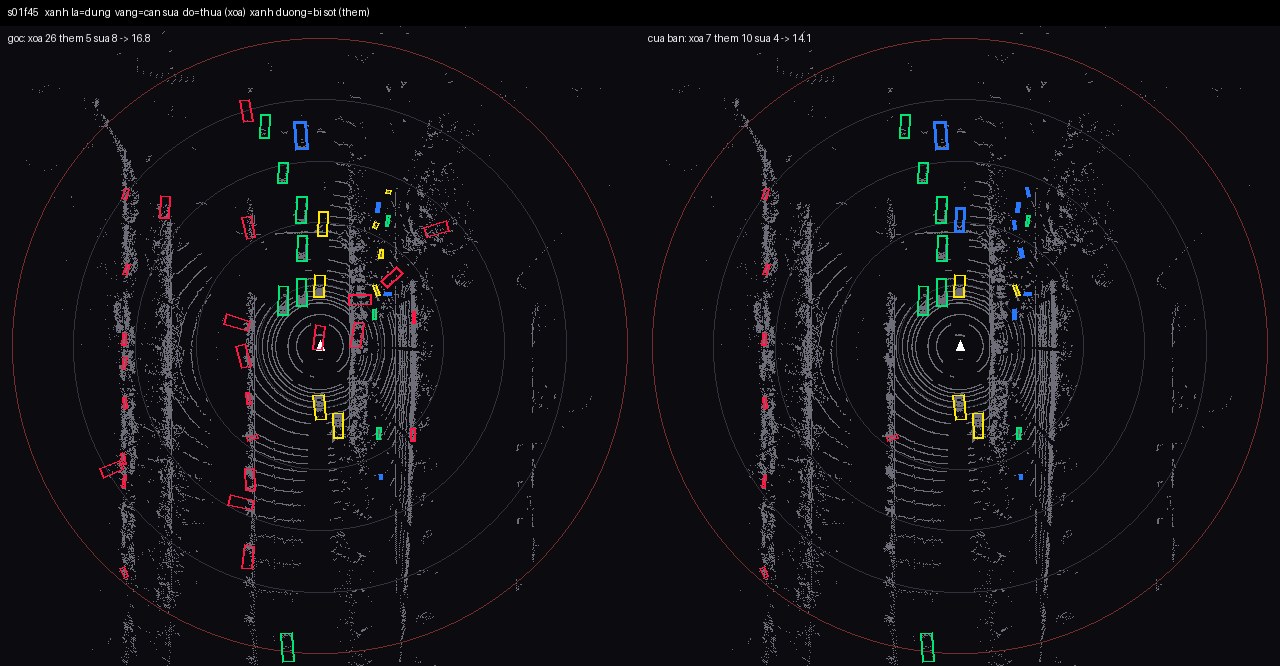 s01f45 xanh la=dung vang=can sua do=thua (xoa) xanh duong=bi sot (them)
goc: xoa 26 them 5 sua 8 -> 16.8
cua ban: xoa 7 them 10 sua 4 -> 14.1